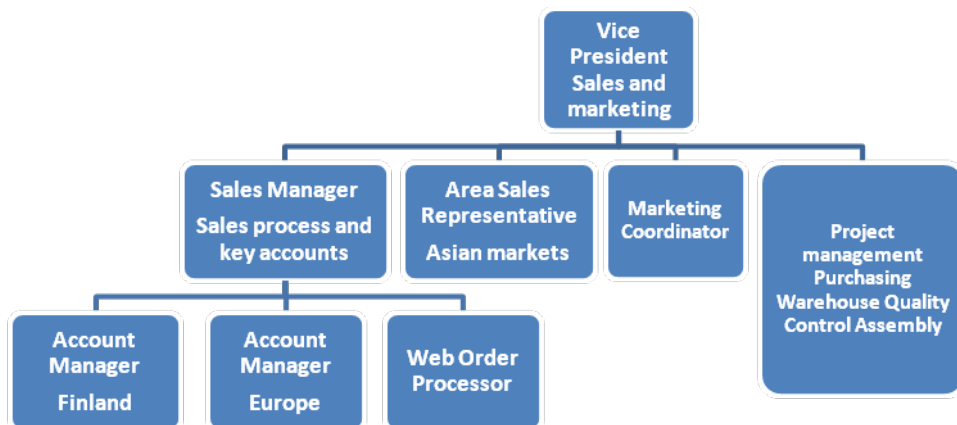 Vice
President
Sales and
marketing
Sales Manager
Sales process and
key accounts
Area Sales
Representative
Asian markets
Marketing
Coordinator
Project
management
Purchasing
Warehouse Quality
Control Assembly
Account
Manager
Finland
Account
Manager
Europe
Web Order
Processor